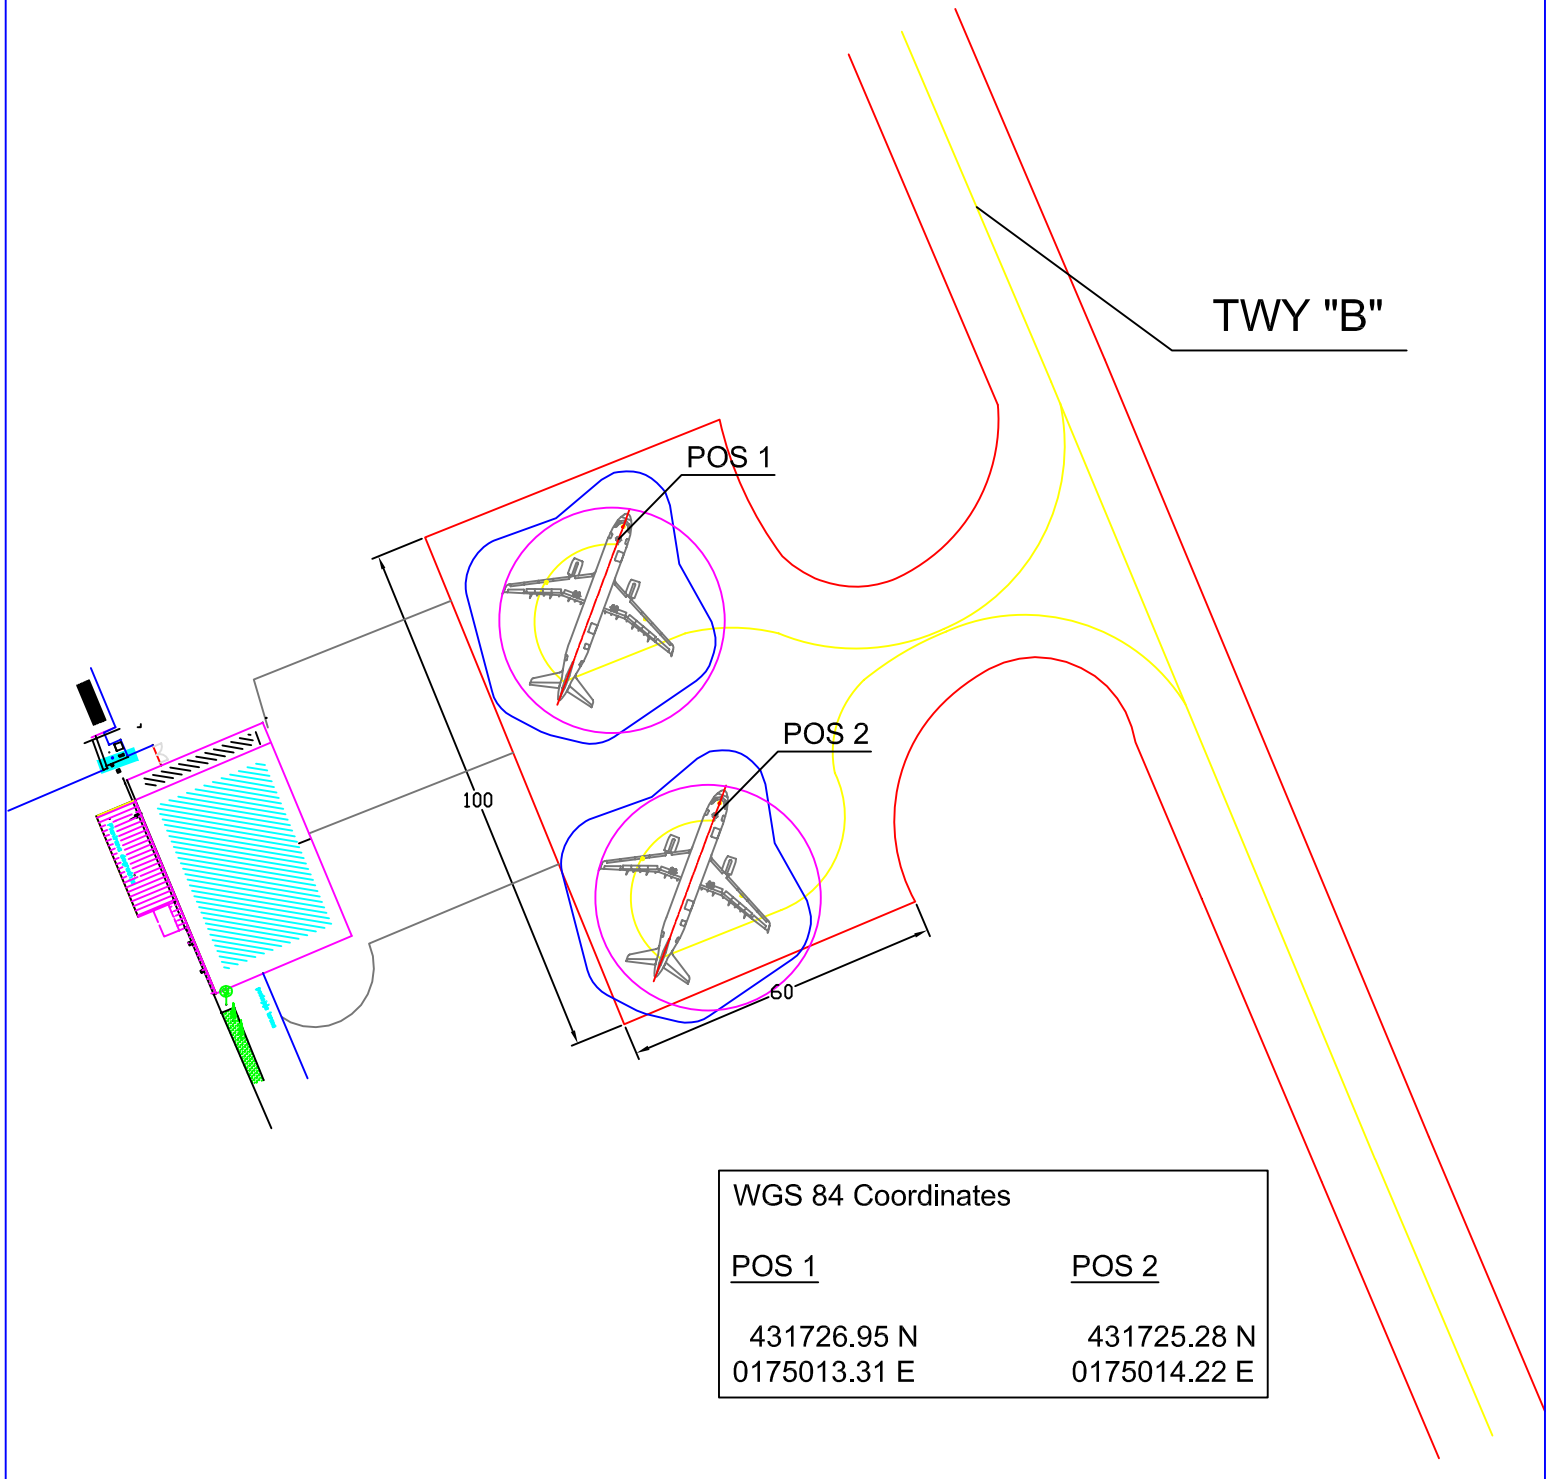 TWY "B"
POS 1
POS 2
100
60
WGS 84 Coordinates
POS 1 POS 2
431726.95 N 431725.28 N
0175013.31 E 0175014.22 E